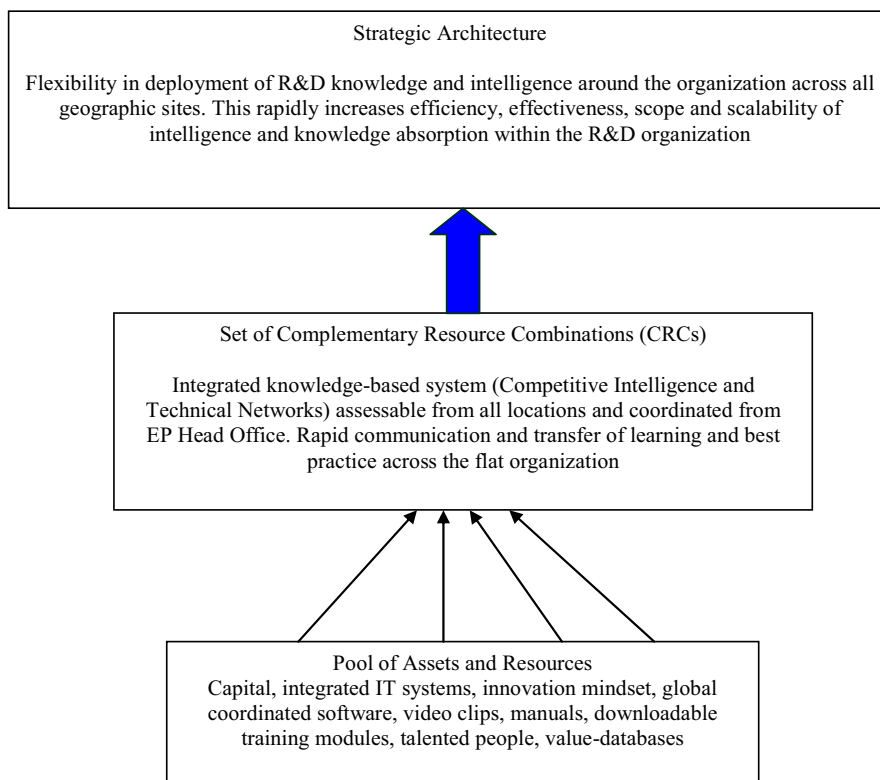 Strategic Architecture
Flexibility in deployment of R&D knowledge and intelligence around the organization across all
geographic sites. This rapidly increases efficiency, effectiveness, scope and scalability of
intelligence and knowledge absorption within the R&D organization
Set of Complementary Resource Combinations (CRCs)
Integrated knowledge-based system (Competitive Intelligence and
Technical Networks) assessable from all locations and coordinated from
EP Head Office. Rapid communication and transfer of learning and best
practice across the flat organization
Pool of Assets and Resources
Capital, integrated IT systems, innovation mindset, global
coordinated software, video clips, manuals, downloadable
training modules, talented people, value-databases